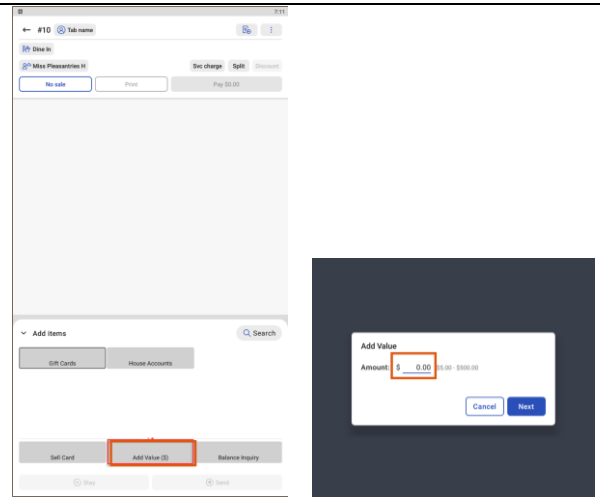 7:11
← #10 Tab name
Dine In
Miss Pleasantries H
Svc charge Split Discount
No sale Print Pay $0.00
Add items
Search
Gift Cards House Accounts
Sell Card Add Value ($) Balance Inquiry
Stay Send
Add Value
Amount: $ 0.00 $5.00 - $500.00
Cancel Next